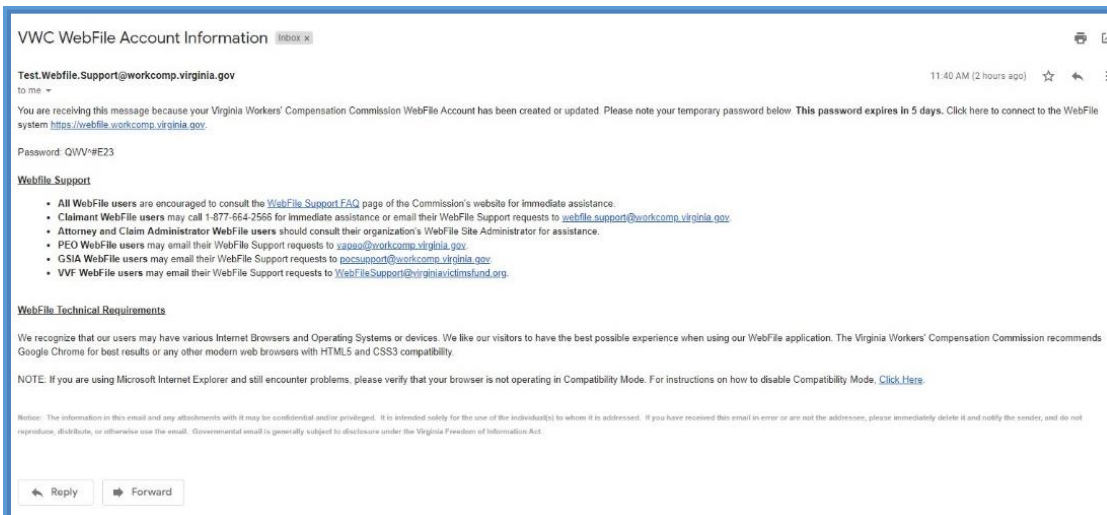 VWC WebFile Account Information Inbox x
Test.Webfile.Support@workcomp.virginia.gov 11:40 AM (2 hours ago)
to me
You are receiving this message because your Virginia Workers' Compensation Commission WebFile Account has been created or updated. Please note your temporary password below. This password expires in 5 days. Click here to connect to the WebFile
system https://webfile.workcomp.virginia.gov.
Password: QWV^#E23
Webfile Support
• All WebFile users are encouraged to consult the WebFile Support FAQ page of the Commission's website for immediate assistance.
• Claimant WebFile users may call 1-877-664-2566 for immediate assistance or email their WebFile Support requests to webfile.support@workcomp.virginia.gov.
• Attorney and Claim Administrator WebFile users should consult their organization's WebFile Site Administrator for assistance.
• PEO WebFile users may email their WebFile Support requests to vapeo@workcomp.virginia.gov.
• GSIA WebFile users may email their WebFile Support requests to pocsupport@workcomp.virginia.gov.
• VVF WebFile users may email their WebFile Support requests to WebFileSupport@virginiavictimsfund.org.
WebFile Technical Requirements
We recognize that our users may have various Internet Browsers and Operating Systems or devices. We like our visitors to have the best possible experience when using our WebFile application. The Virginia Workers' Compensation Commission recommends
Google Chrome for best results or any other modern web browsers with HTML5 and CSS3 compatibility.
NOTE: If you are using Microsoft Internet Explorer and still encounter problems, please verify that your browser is not operating in Compatibility Mode. For instructions on how to disable Compatibility Mode, Click Here.
Notice: The information in this email and any attachments with it may be confidential and/or privileged. It is intended solely for the use of the individual(s) to whom it is addressed. If you have received this email in error or are not the addressee, please immediately delete it and notify the sender, and do not
reproduce, distribute, or otherwise use the email. Governmental email is generally subject to disclosure under the Virginia Freedom of Information Act.
Reply Forward